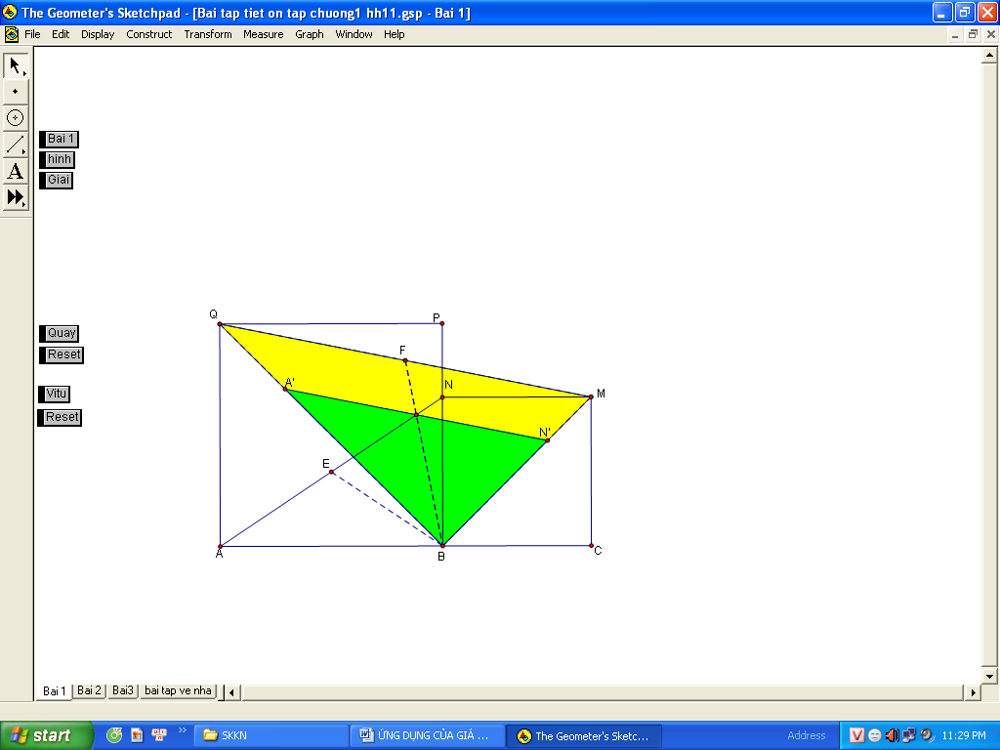 The Geometer's Sketchpad - [Bai tap tiet on tap chuong1 hh11.gsp - Bai 1]
File Edit Display Construct Transform Measure Graph Window Help
A
Bai 1
hinh
Giai
Q
P
Quay
F
Reset
A'
N
M
Vitu
Reset
N'
E
A
B
C
Bai 1 Bai 2 Bai3 bai tap ve nha
start SKKN ỨNG DỤNG CỦA GIÁ ... The Geometer's Sketc... Address V 11:29 PM